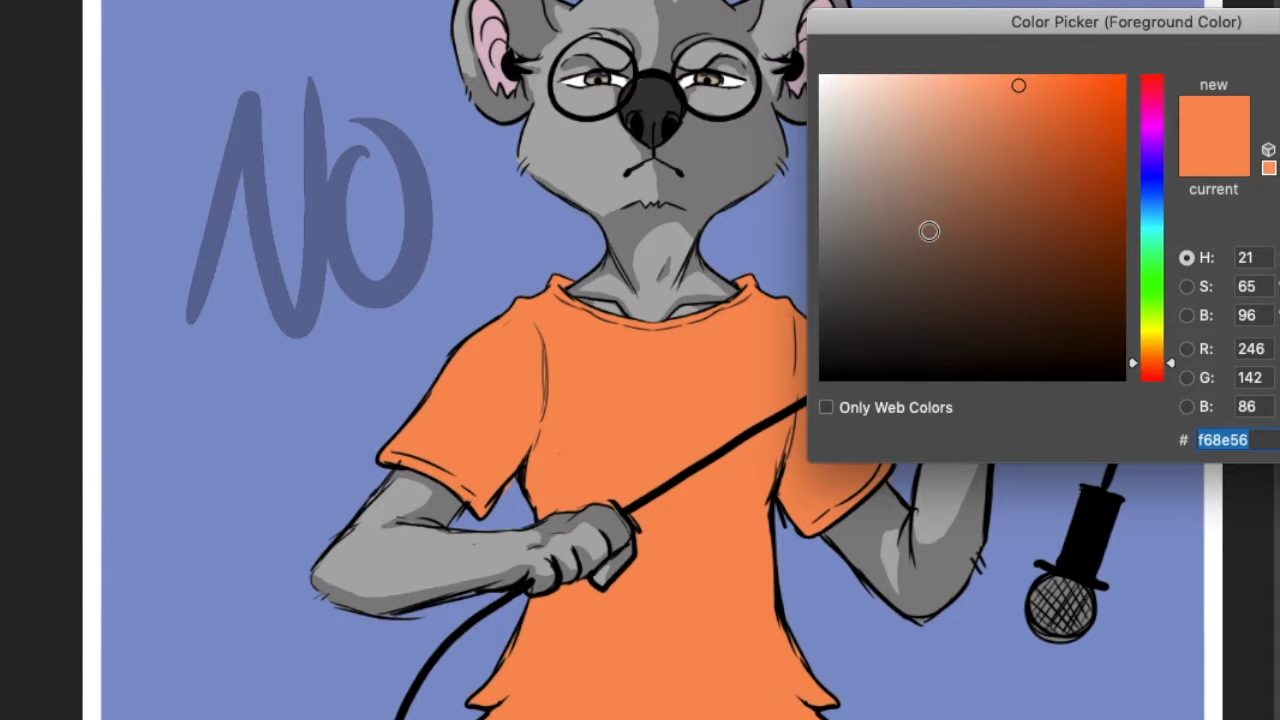 Color Picker (Foreground Color)
NO
new
current
H: 21
S: 65
B: 96
R: 246
G: 142
B: 86
Only Web Colors
# f68e56